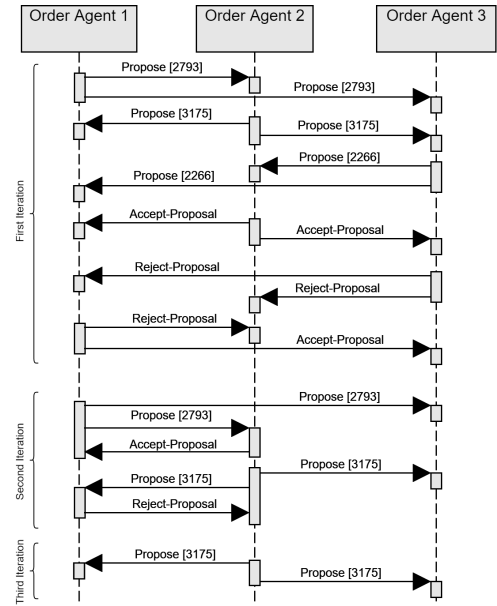 Order Agent 1
Order Agent 2
Order Agent 3
First Iteration
Propose [2793]
Propose [2793]
Propose [3175]
Propose [3175]
Propose [2266]
Propose [2266]
Accept-Proposal
Accept-Proposal
Reject-Proposal
Reject-Proposal
Reject-Proposal
Accept-Proposal
Second Iteration
Propose [2793]
Propose [2793]
Accept-Proposal
Propose [3175]
Propose [3175]
Reject-Proposal
Third Iteration
Propose [3175]
Propose [3175]